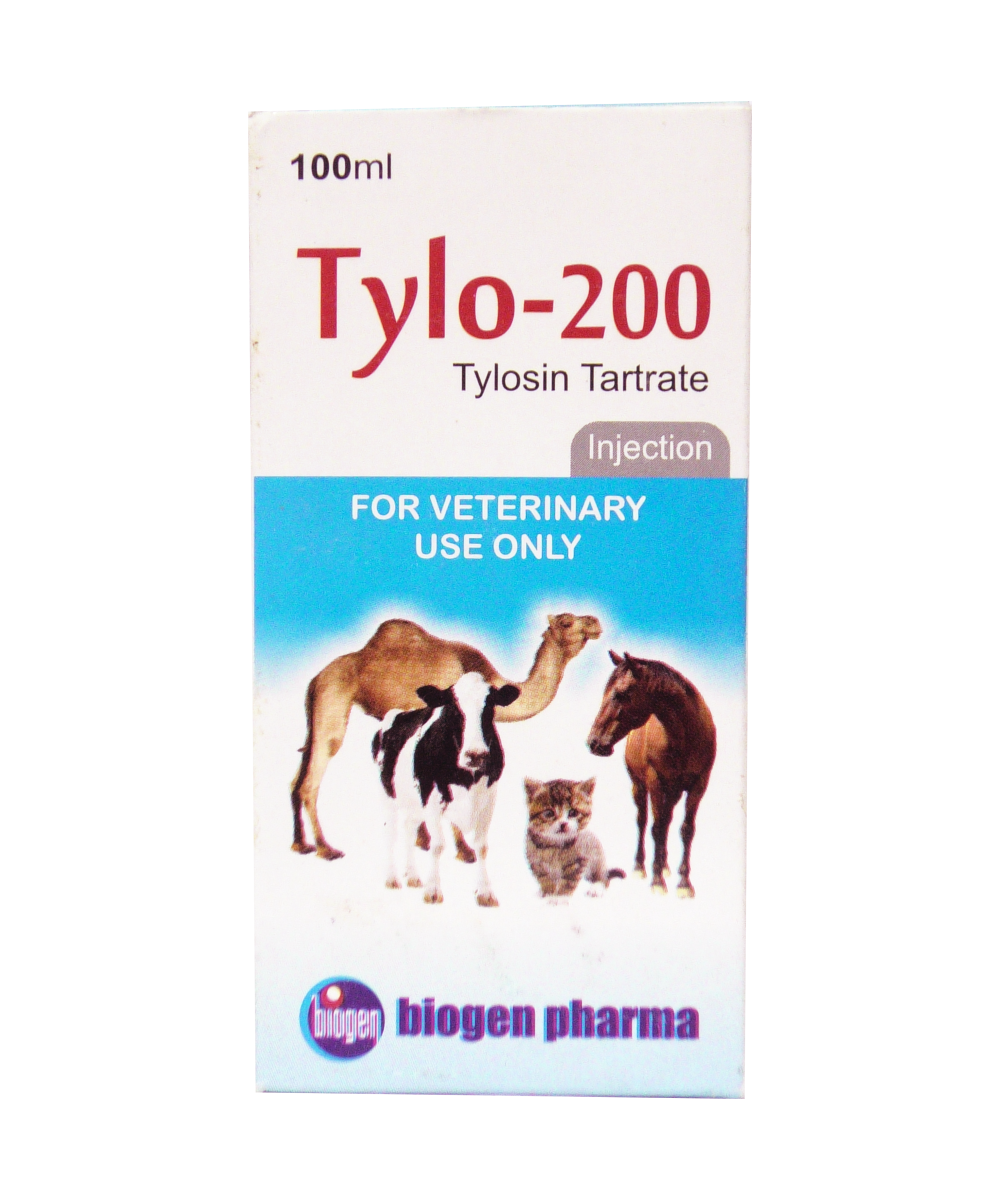 100ml
Tylo-200
Tylosin Tartrate
Injection
FOR VETERINARY
USE ONLY
biogen
biogen pharma